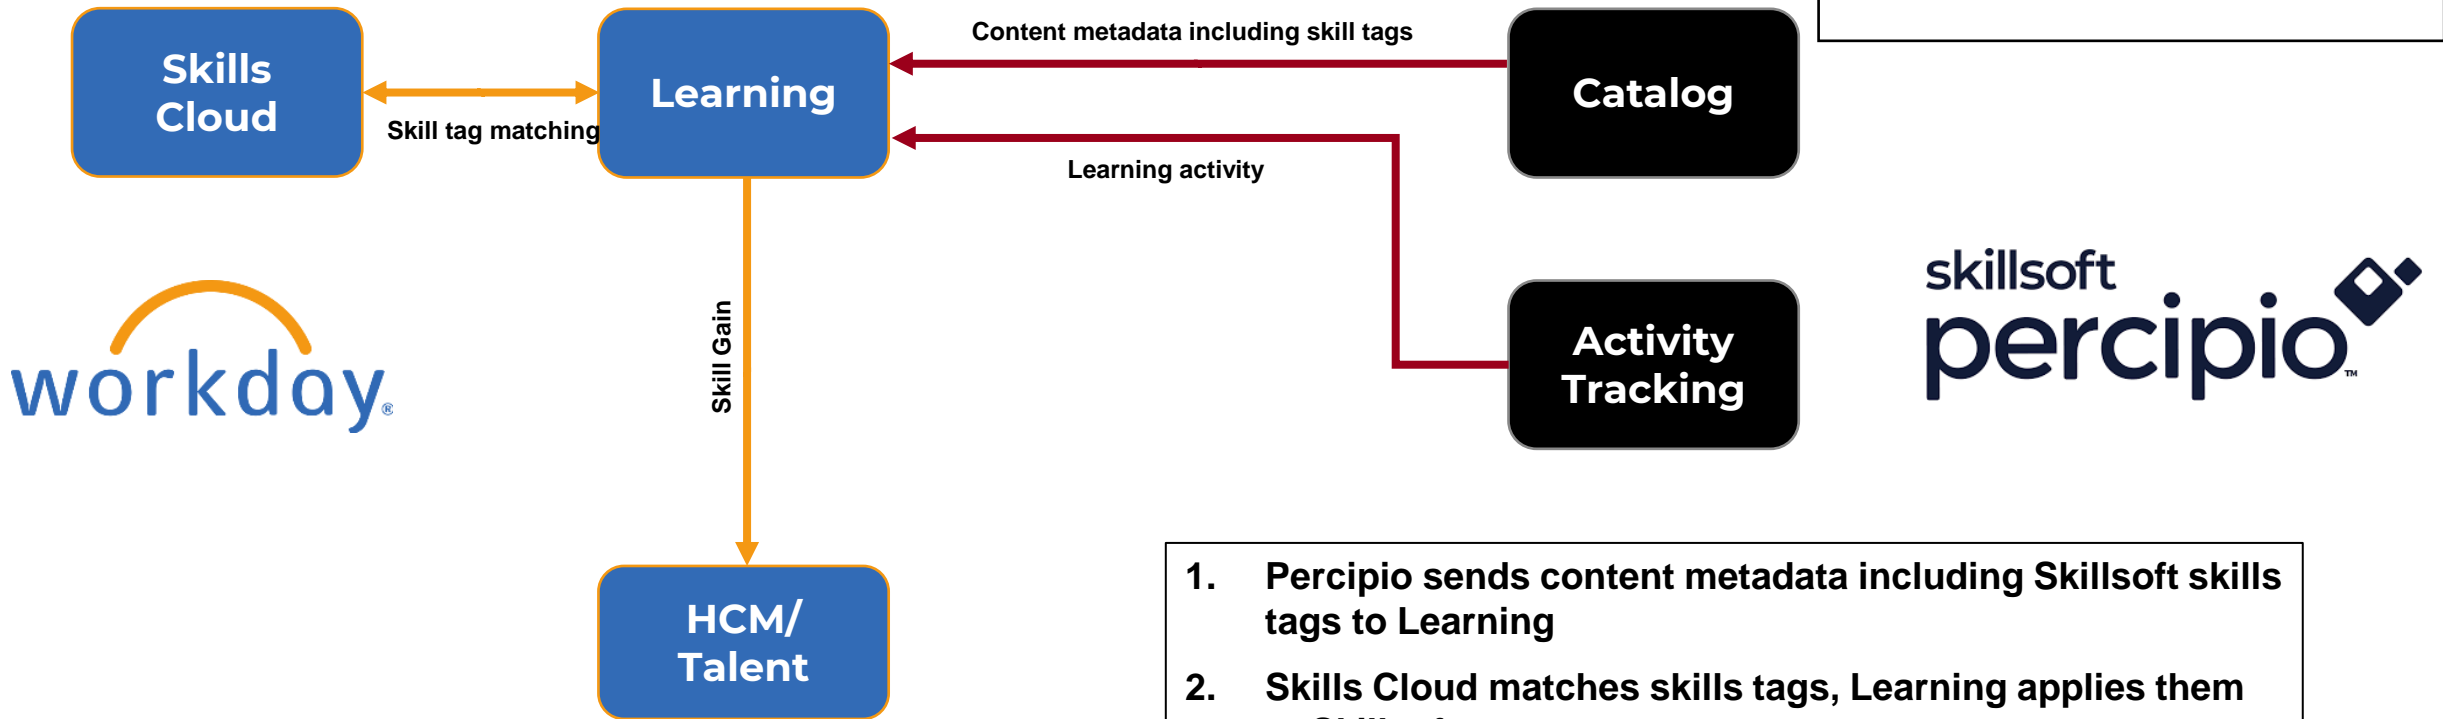 Skills
Cloud
Skill tag matching
Learning
Content metadata including skill tags
Learning activity
Catalog
Activity
Tracking
Skill Gain
HCM/
Talent
workday®
skillsoft
percipio™
1. Percipio sends content metadata including Skillsoft skills
tags to Learning
2. Skills Cloud matches skills tags, Learning applies them